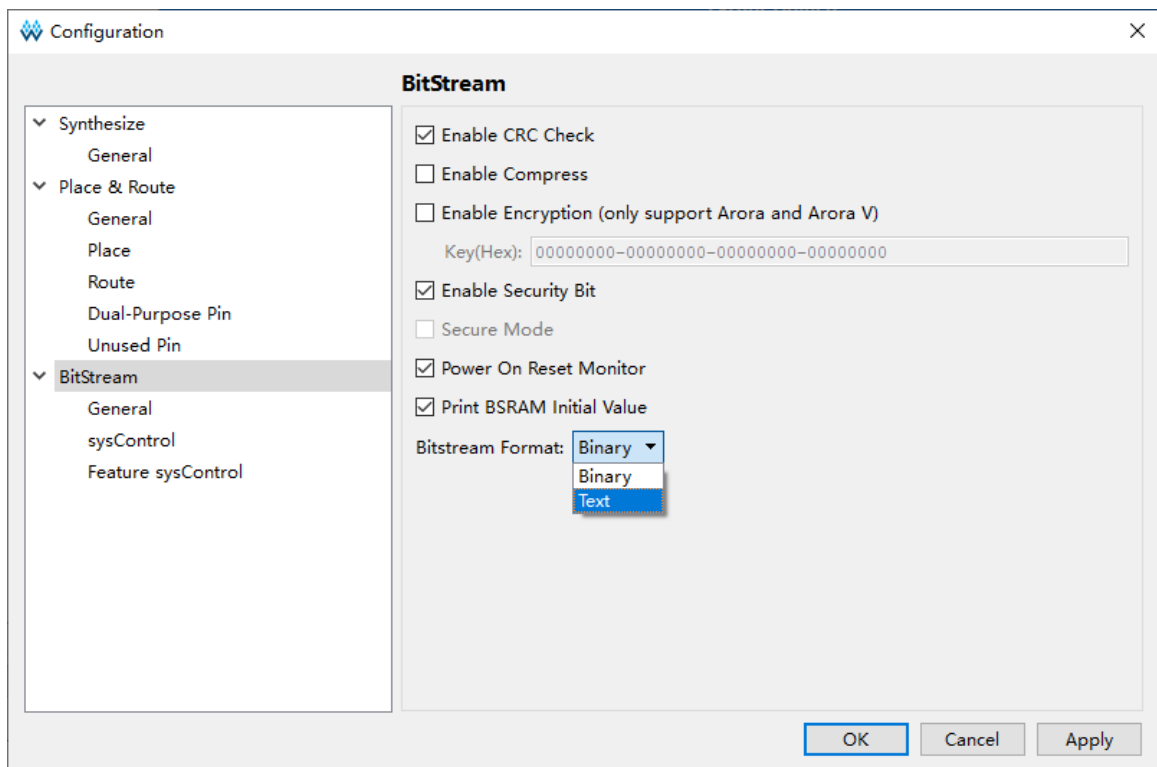 Configuration
BitStream
Synthesize
General
Place & Route
General
Place
Route
Dual-Purpose Pin
Unused Pin
BitStream
General
sysControl
Feature sysControl
Enable CRC Check
Enable Compress
Enable Encryption (only support Arora and Arora V)
Key(Hex): 00000000-00000000-00000000-00000000
Enable Security Bit
Secure Mode
Power On Reset Monitor
Print BSRAM Initial Value
Bitstream Format: Binary
Binary
Text
OK Cancel Apply